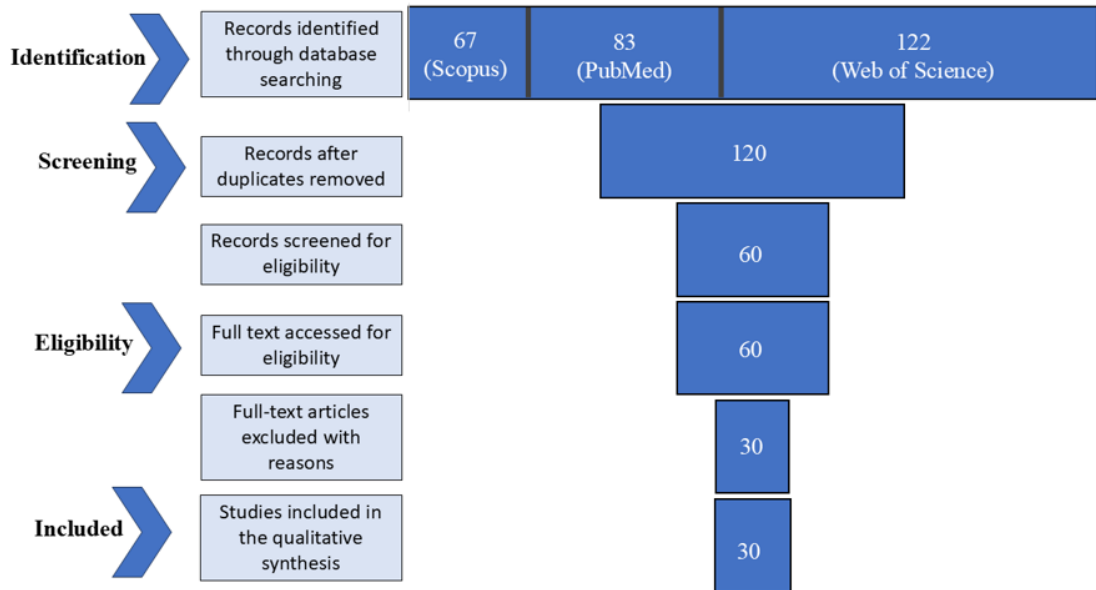 Identification
Records identified
through database
searching
67
(Scopus)
83
(PubMed)
122
(Web of Science)
Screening
Records after
duplicates removed
120
Records screened for
eligibility
60
Eligibility
Full text accessed for
eligibility
60
Full-text articles
excluded with
reasons
30
Included
Studies included in
the qualitative
synthesis
30